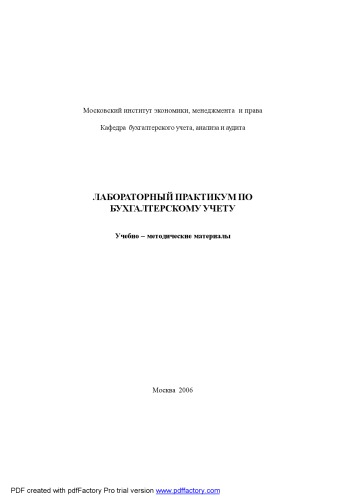 Московский институт экономики, менеджмента и права
Кафедра бухгалтерского учета, анализа и аудита
ЛАБОРАТОРНЫЙ ПРАКТИКУМ ПО
БУХГАЛТЕРСКОМУ УЧЕТУ
Учебно – методические материалы
Москва 2006
PDF created with pdfFactory Pro trial version www.pdffactory.com